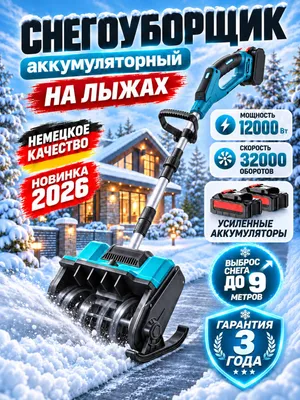 СНЕГОУБОРЩИК
аккумуляторный
НА ЛЫЖАХ
НЕМЕЦКОЕ
КАЧЕСТВО
НОВИНКА
2026
МОЩНОСТЬ
12000 Вт
СКОРОСТЬ
32000
ОБОРОТОВ
УСИЛЕННЫЕ
АККУМУЛЯТОРЫ
ВЫБРОС
СНЕГА
ДО 9
МЕТРОВ
ГАРАНТИЯ
3
ГОДА